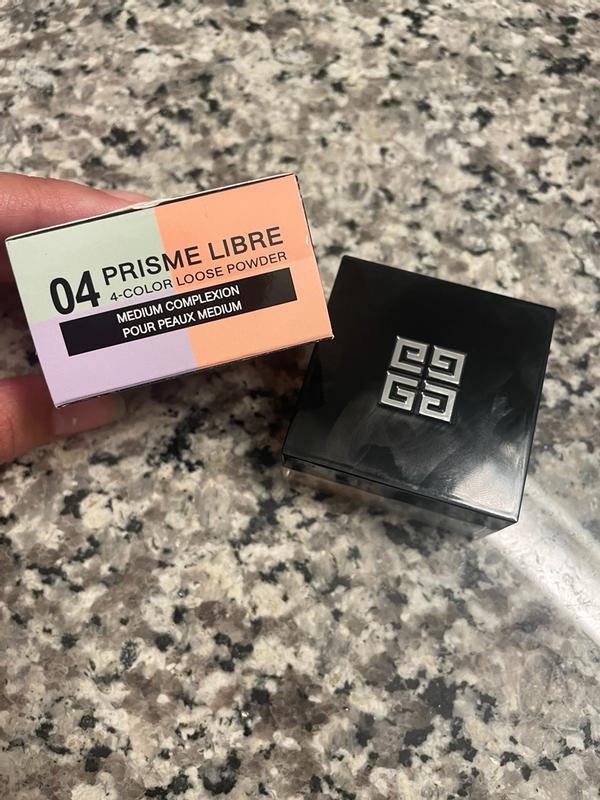 04 PRISME LIBRE
4-COLOR LOOSE POWDER
MEDIUM COMPLEXION
POUR PEAUX MEDIUM